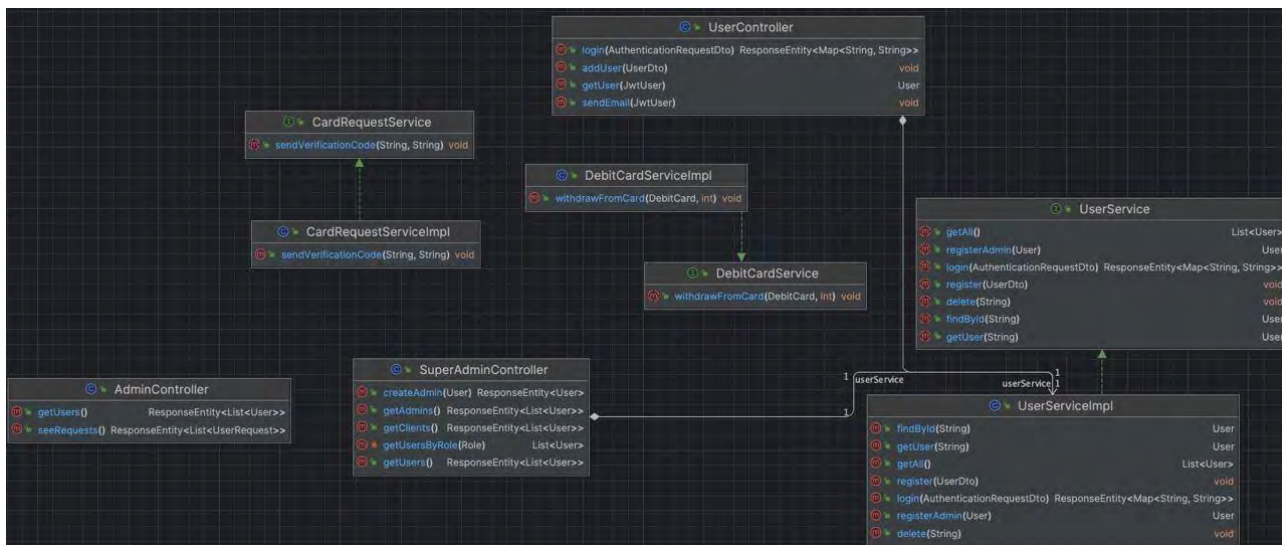 UserController
login(AuthenticationRequestDto) ResponseEntity<Map<String, String>>
addUser(UserDto) void
getUser(JwtUser) User
sendEmail(JwtUser) void
CardRequestService
sendVerificationCode(String, String) void
CardRequestServiceImpl
sendVerificationCode(String, String) void
DebitCardServiceImpl
withdrawFromCard(DebitCard, int) void
DebitCardService
withdrawFromCard(DebitCard, int) void
UserService
getAll() List<User>
registerAdmin(User) User
login(AuthenticationRequestDto) ResponseEntity<Map<String, String>>
register(UserDto) void
delete(String) void
findById(String) User
getUser(String) User
AdminController
getUsers() ResponseEntity<List<User>>
seeRequests() ResponseEntity<List<UserRequest>>
SuperAdminController
createAdmin(User) ResponseEntity<User>
getAdmins() ResponseEntity<List<User>>
getClients() ResponseEntity<List<User>>
getUsersByRole(Role) List<User>
getUsers() ResponseEntity<List<User>>
1 userService
1
1
userService 1
UserServiceImpl
findById(String) User
getUser(String) User
getAll() List<User>
register(UserDto) void
login(AuthenticationRequestDto) ResponseEntity<Map<String, String>>
registerAdmin(User) User
delete(String) void